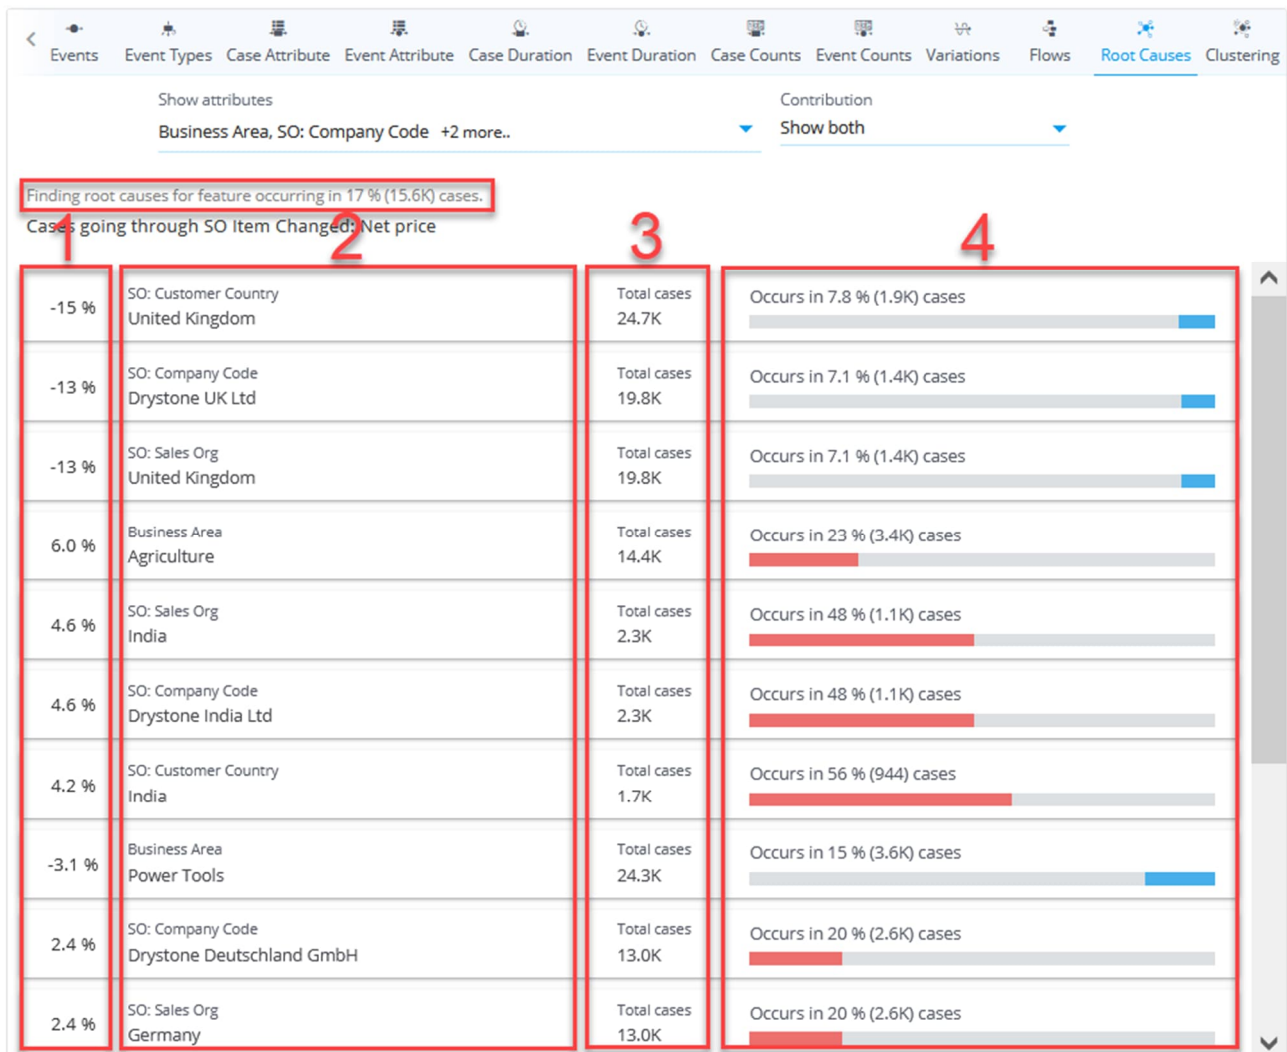 Events Event Types Case Attribute Event Attribute Case Duration Event Duration Case Counts Event Counts Variations Flows Root Causes Clustering
Show attributes Contribution
Business Area, SO: Company Code +2 more.. Show both
Finding root causes for feature occurring in 17 % (15.6K) cases.
Cases going through SO Item Changed: Net price
1 2 3 4
SO: Customer Country Total cases Occurs in 7.8 % (1.9K) cases
-15 % United Kingdom 24.7K
SO: Company Code Total cases Occurs in 7.1 % (1.4K) cases
-13 % Drystone UK Ltd 19.8K
SO: Sales Org Total cases Occurs in 7.1 % (1.4K) cases
-13 % United Kingdom 19.8K
Business Area Total cases Occurs in 23 % (3.4K) cases
6.0 % Agriculture 14.4K
SO: Sales Org Total cases Occurs in 48 % (1.1K) cases
4.6 % India 2.3K
SO: Company Code Total cases Occurs in 48 % (1.1K) cases
4.6 % Drystone India Ltd 2.3K
SO: Customer Country Total cases Occurs in 56 % (944) cases
4.2 % India 1.7K
Business Area Total cases Occurs in 15 % (3.6K) cases
-3.1 % Power Tools 24.3K
SO: Company Code Total cases Occurs in 20 % (2.6K) cases
2.4 % Drystone Deutschland GmbH 13.0K
SO: Sales Org Total cases Occurs in 20 % (2.6K) cases
2.4 % Germany 13.0K